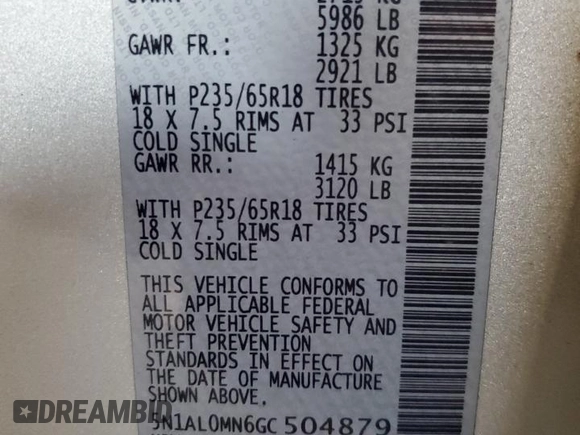 5986 LB
GAWR FR.: 1325 KG
2921 LB
WITH P235/65R18 TIRES
18 X 7.5 RIMS AT 33 PSI
COLD SINGLE
GAWR RR.: 1415 KG
3120 LB
WITH P235/65R18 TIRES
18 X 7.5 RIMS AT 33 PSI
COLD SINGLE
THIS VEHICLE CONFORMS TO
ALL APPLICABLE FEDERAL
MOTOR VEHICLE SAFETY AND
THEFT PREVENTION
STANDARDS IN EFFECT ON
THE DATE OF MANUFACTURE
SHOWN ABOVE.
5N1AL0MN6GC504879
BIDHISTORY